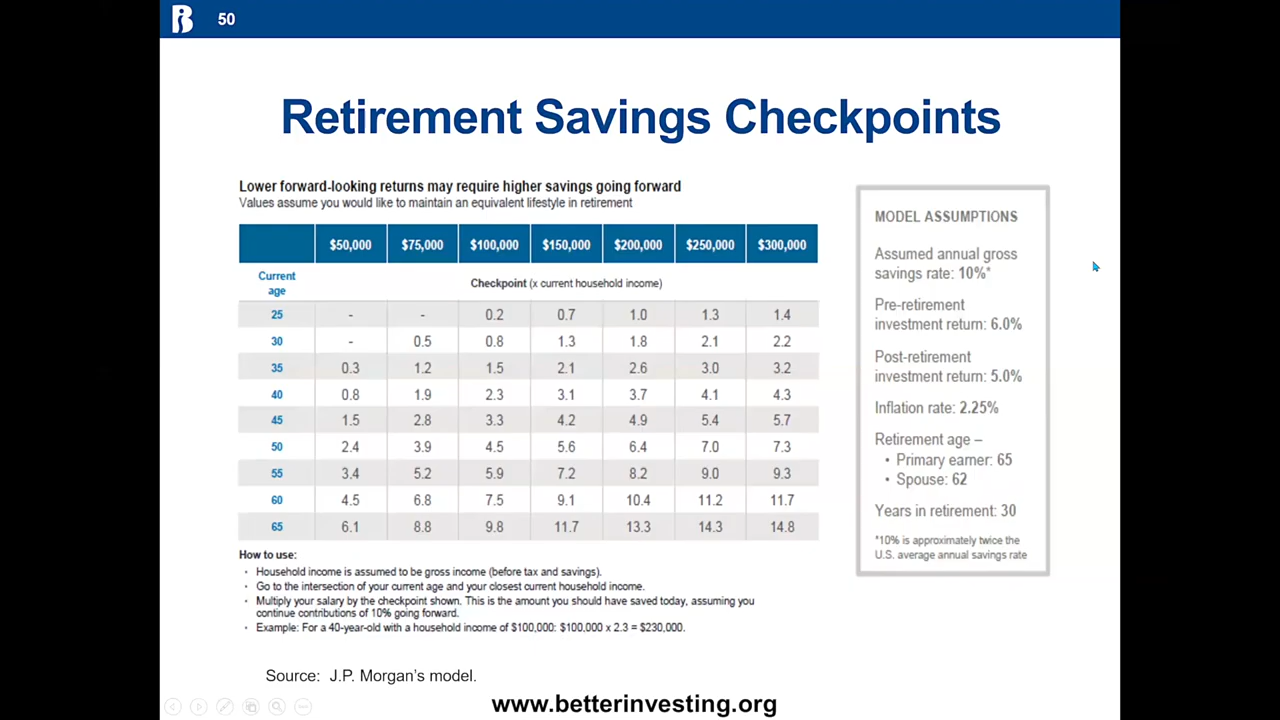 50
Retirement Savings Checkpoints
Lower forward-looking returns may require higher savings going forward
Values assume you would like to maintain an equivalent lifestyle in retirement
$50,000 $75,000 $100,000 $150,000 $200,000 $250,000 $300,000
Current
age
Checkpoint (x current household income)
25 - - 0.2 0.7 1.0 1.3 1.4
30 - 0.5 0.8 1.3 1.8 2.1 2.2
35 0.3 1.2 1.5 2.1 2.6 3.0 3.2
40 0.8 1.9 2.3 3.1 3.7 4.1 4.3
45 1.5 2.8 3.3 4.2 4.9 5.4 5.7
50 2.4 3.9 4.5 5.6 6.4 7.0 7.3
55 3.4 5.2 5.9 7.2 8.2 9.0 9.3
60 4.5 6.8 7.5 9.1 10.4 11.2 11.7
65 6.1 8.8 9.8 11.7 13.3 14.3 14.8
How to use:
• Household income is assumed to be gross income (before tax and savings).
• Go to the intersection of your current age and your closest current household income.
• Multiply your salary by the checkpoint shown. This is the amount you should have saved today, assuming you
continue contributions of 10% going forward.
• Example: For a 40-year-old with a household income of $100,000: $100,000 x 2.3 = $230,000.
MODEL ASSUMPTIONS
Assumed annual gross
savings rate: 10%*
Pre-retirement
investment return: 6.0%
Post-retirement
investment return: 5.0%
Inflation rate: 2.25%
Retirement age –
• Primary earner: 65
• Spouse: 62
Years in retirement: 30
*10% is approximately twice the
U.S. average annual savings rate
Source: J.P. Morgan's model.
www.betterinvesting.org